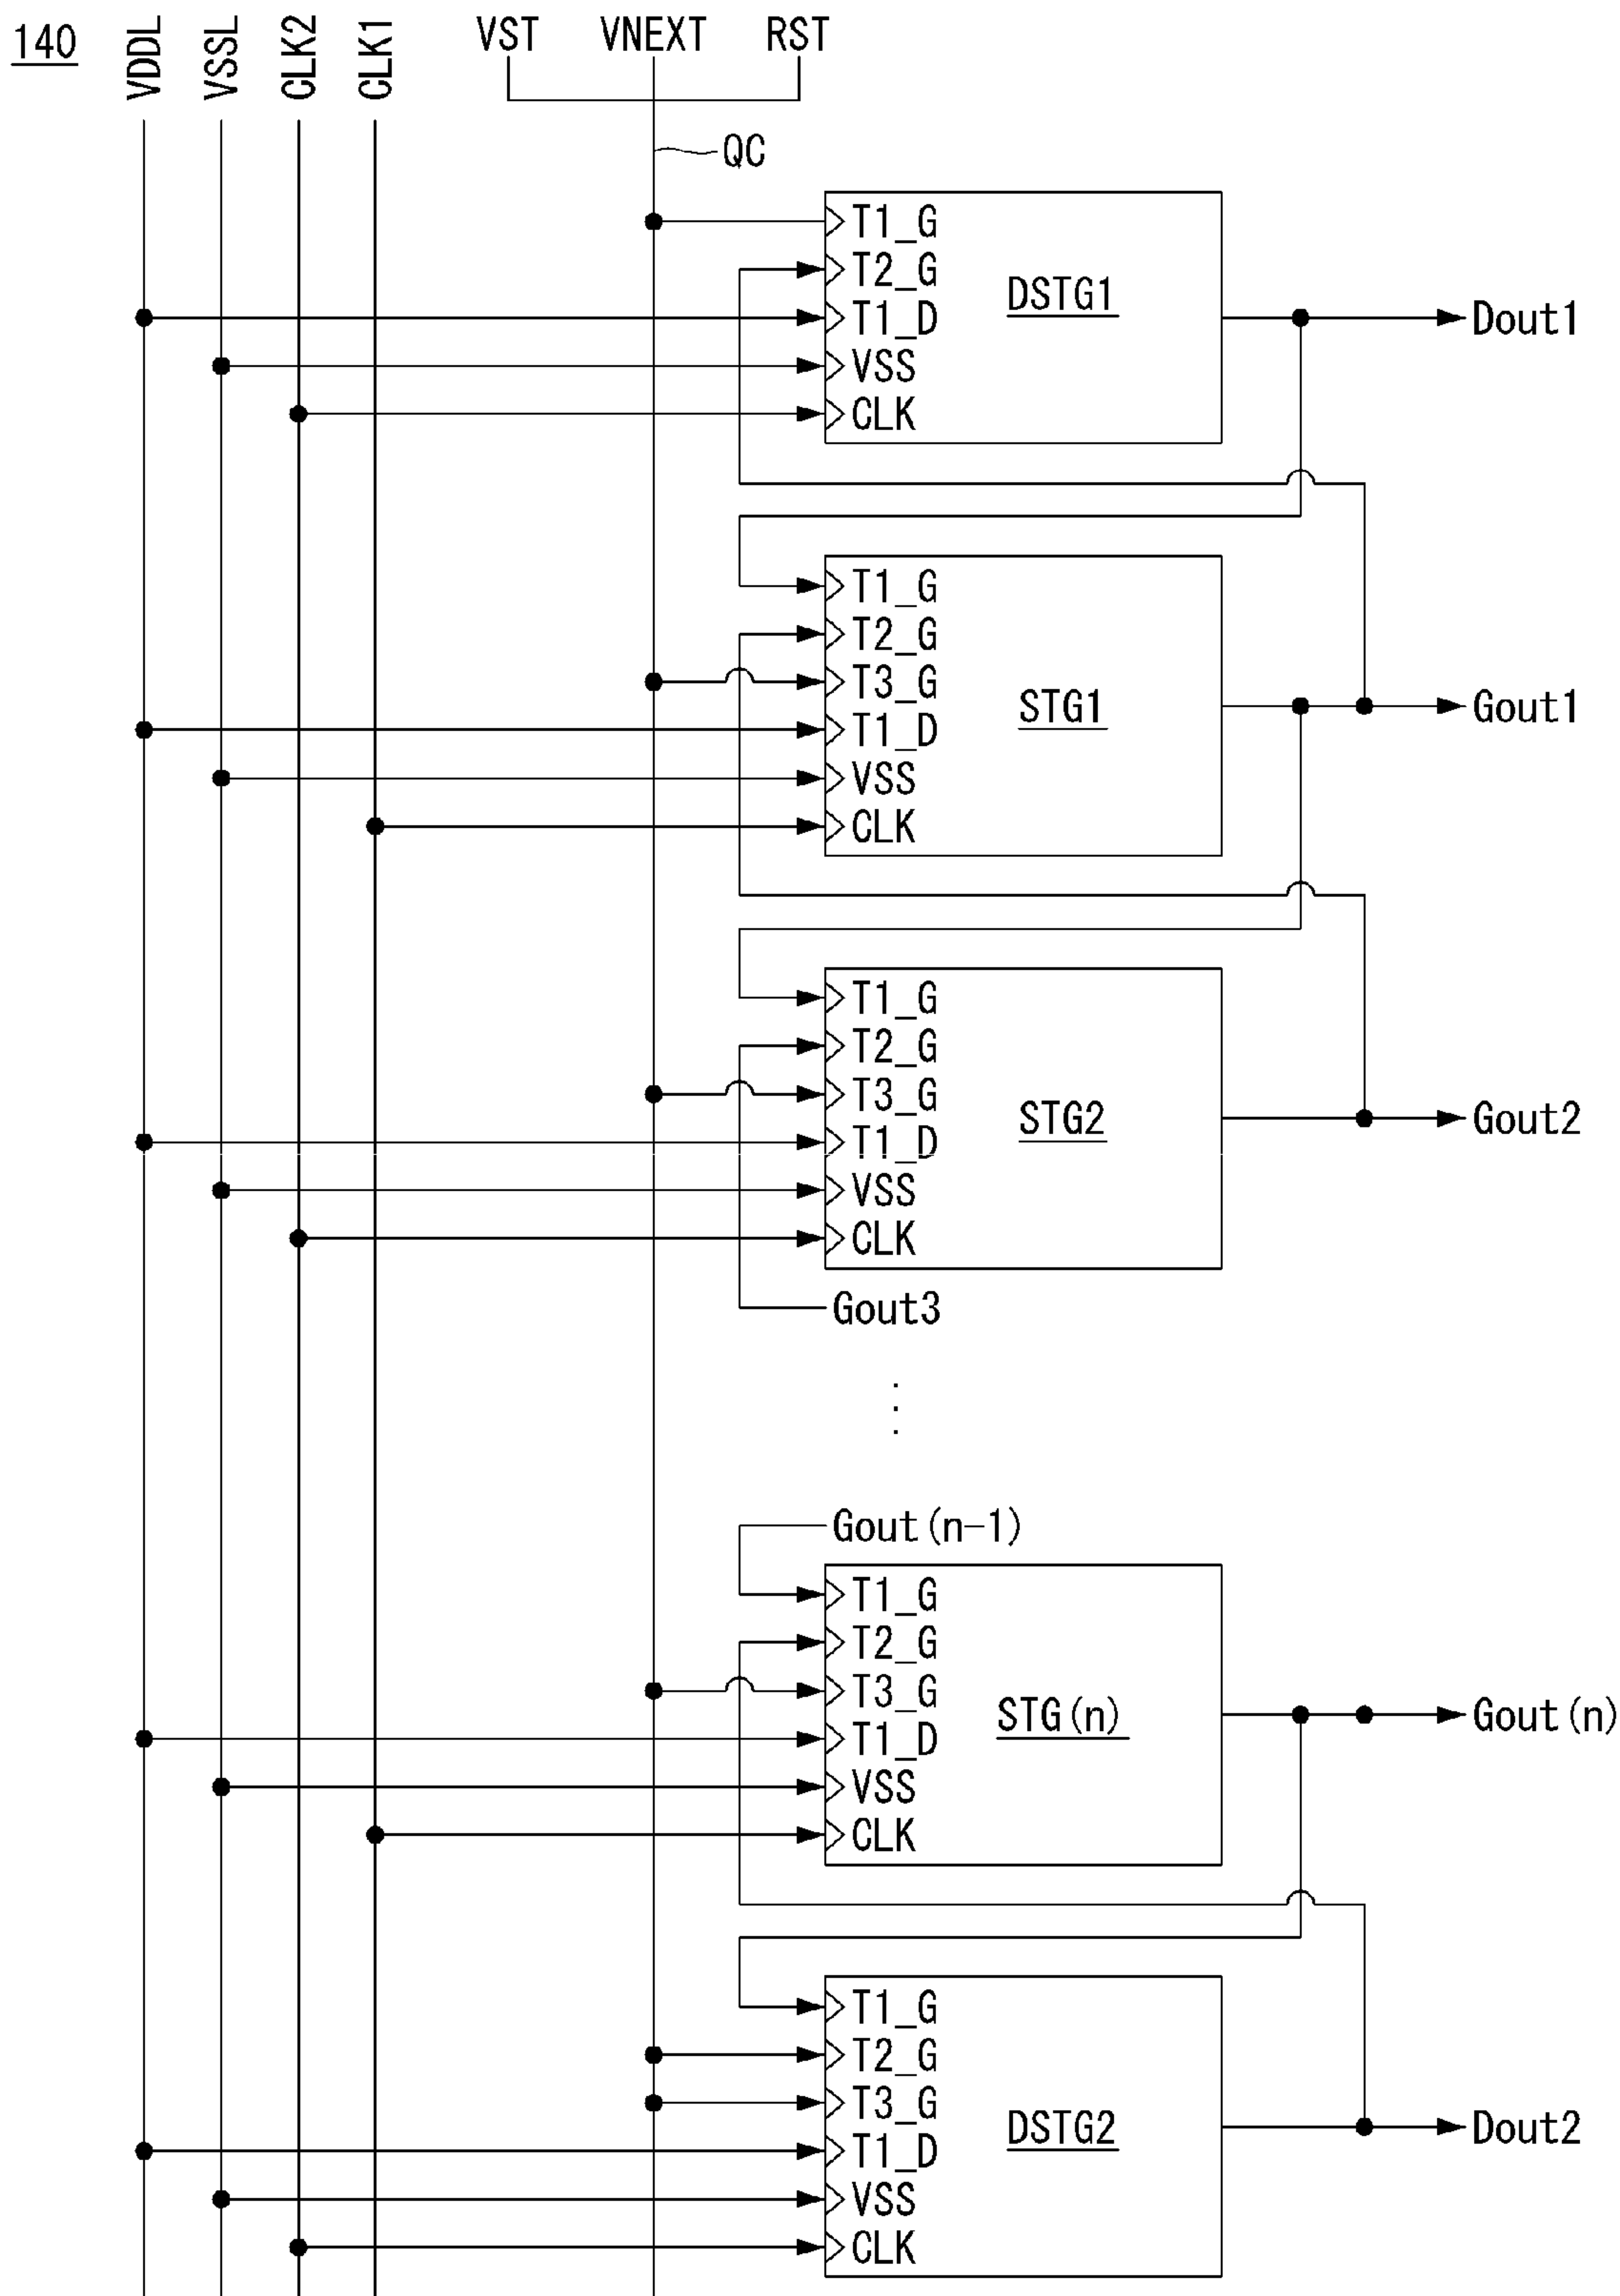 140
VDDL
VSSL
CLK2
CLK1
VST
VNEXT
RST
QC
T1_G
T2_G
T1_D
VSS
CLK
DSTG1
Dout1
T1_G
T2_G
T3_G
T1_D
VSS
CLK
STG1
Gout1
T1_G
T2_G
T3_G
T1_D
VSS
CLK
STG2
Gout2
Gout3
Gout(n-1)
T1_G
T2_G
T3_G
T1_D
VSS
CLK
STG(n)
Gout(n)
T1_G
T2_G
T3_G
T1_D
VSS
CLK
DSTG2
Dout2